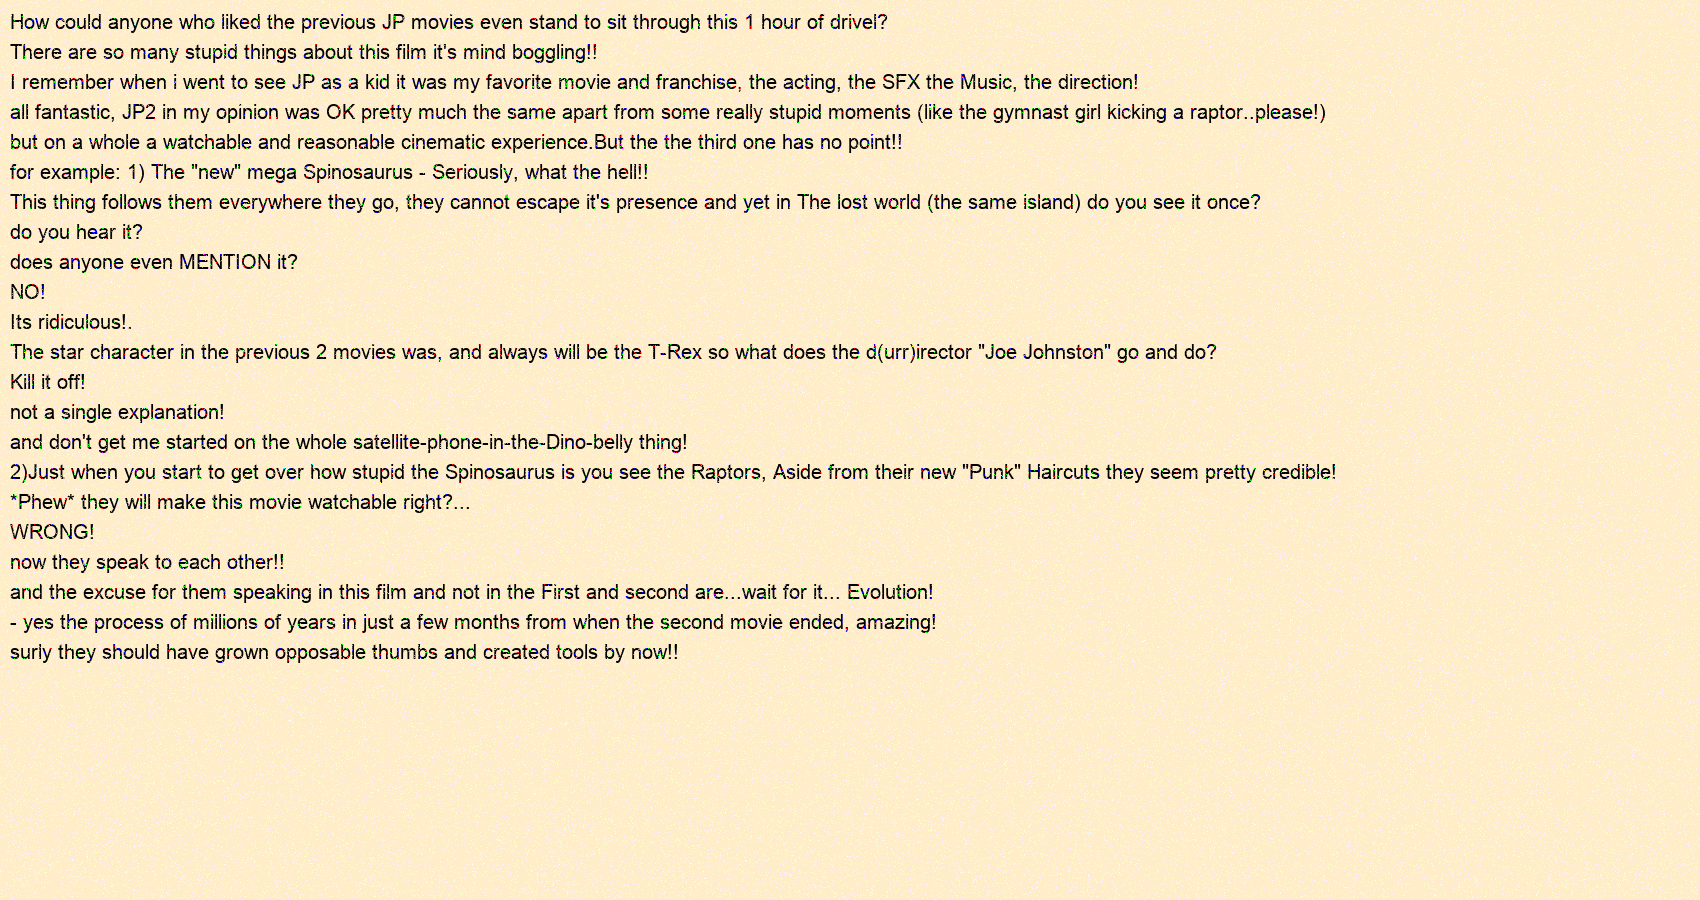 How could anyone who liked the previous JP movies even stand to sit through this 1 hour of drivel?
There are so many stupid things about this film it's mind boggling!!
I remember when i went to see JP as a kid it was my favorite movie and franchise, the acting, the SFX the Music, the direction!
all fantastic, JP2 in my opinion was OK pretty much the same apart from some really stupid moments (like the gymnast girl kicking a raptor..please!)
but on a whole a watchable and reasonable cinematic experience.But the the third one has no point!!
for example: 1) The "new" mega Spinosaurus - Seriously, what the hell!!
This thing follows them everywhere they go, they cannot escape it's presence and yet in The lost world (the same island) do you see it once?
do you hear it?
does anyone even MENTION it?
NO!
Its ridiculous!.
The star character in the previous 2 movies was, and always will be the T-Rex so what does the d(urr)irector "Joe Johnston" go and do?
Kill it off!
not a single explanation!
and don't get me started on the whole satellite-phone-in-the-Dino-belly thing!
2)Just when you start to get over how stupid the Spinosaurus is you see the Raptors, Aside from their new "Punk" Haircuts they seem pretty credible!
*Phew* they will make this movie watchable right?...
WRONG!
now they speak to each other!!
and the excuse for them speaking in this film and not in the First and second are...wait for it... Evolution!
- yes the process of millions of years in just a few months from when the second movie ended, amazing!
surly they should have grown opposable thumbs and created tools by now!!